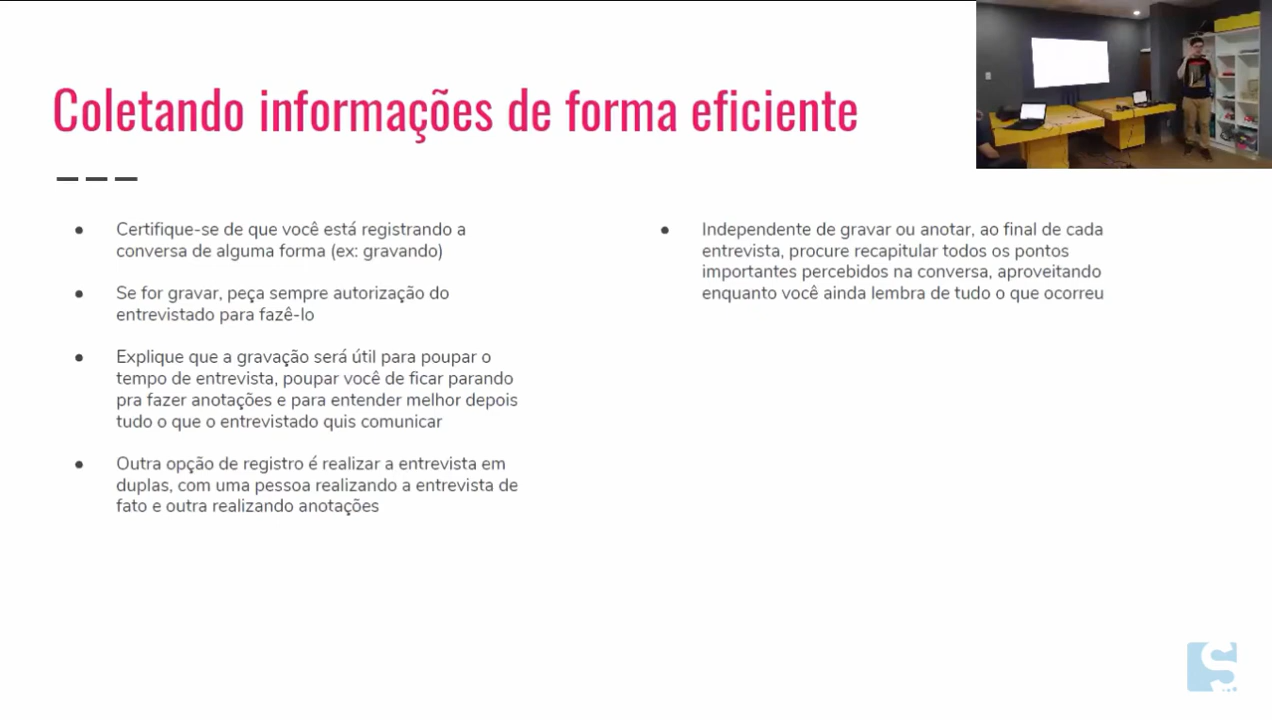 Coletando informações de forma eficiente
Certifique-se de que você está registrando a
conversa de alguma forma (ex: gravando)
Se for gravar, peça sempre autorização do
entrevistado para fazê-lo
Explique que a gravação será útil para poupar o
tempo de entrevista, poupar você de ficar parando
pra fazer anotações e para entender melhor depois
tudo o que o entrevistado quis comunicar
Outra opção de registro é realizar a entrevista em
duplas, com uma pessoa realizando a entrevista de
fato e outra realizando anotações
Independente de gravar ou anotar, ao final de cada
entrevista, procure recapitular todos os pontos
importantes percebidos na conversa, aproveitando
enquanto você ainda lembra de tudo o que ocorreu
S